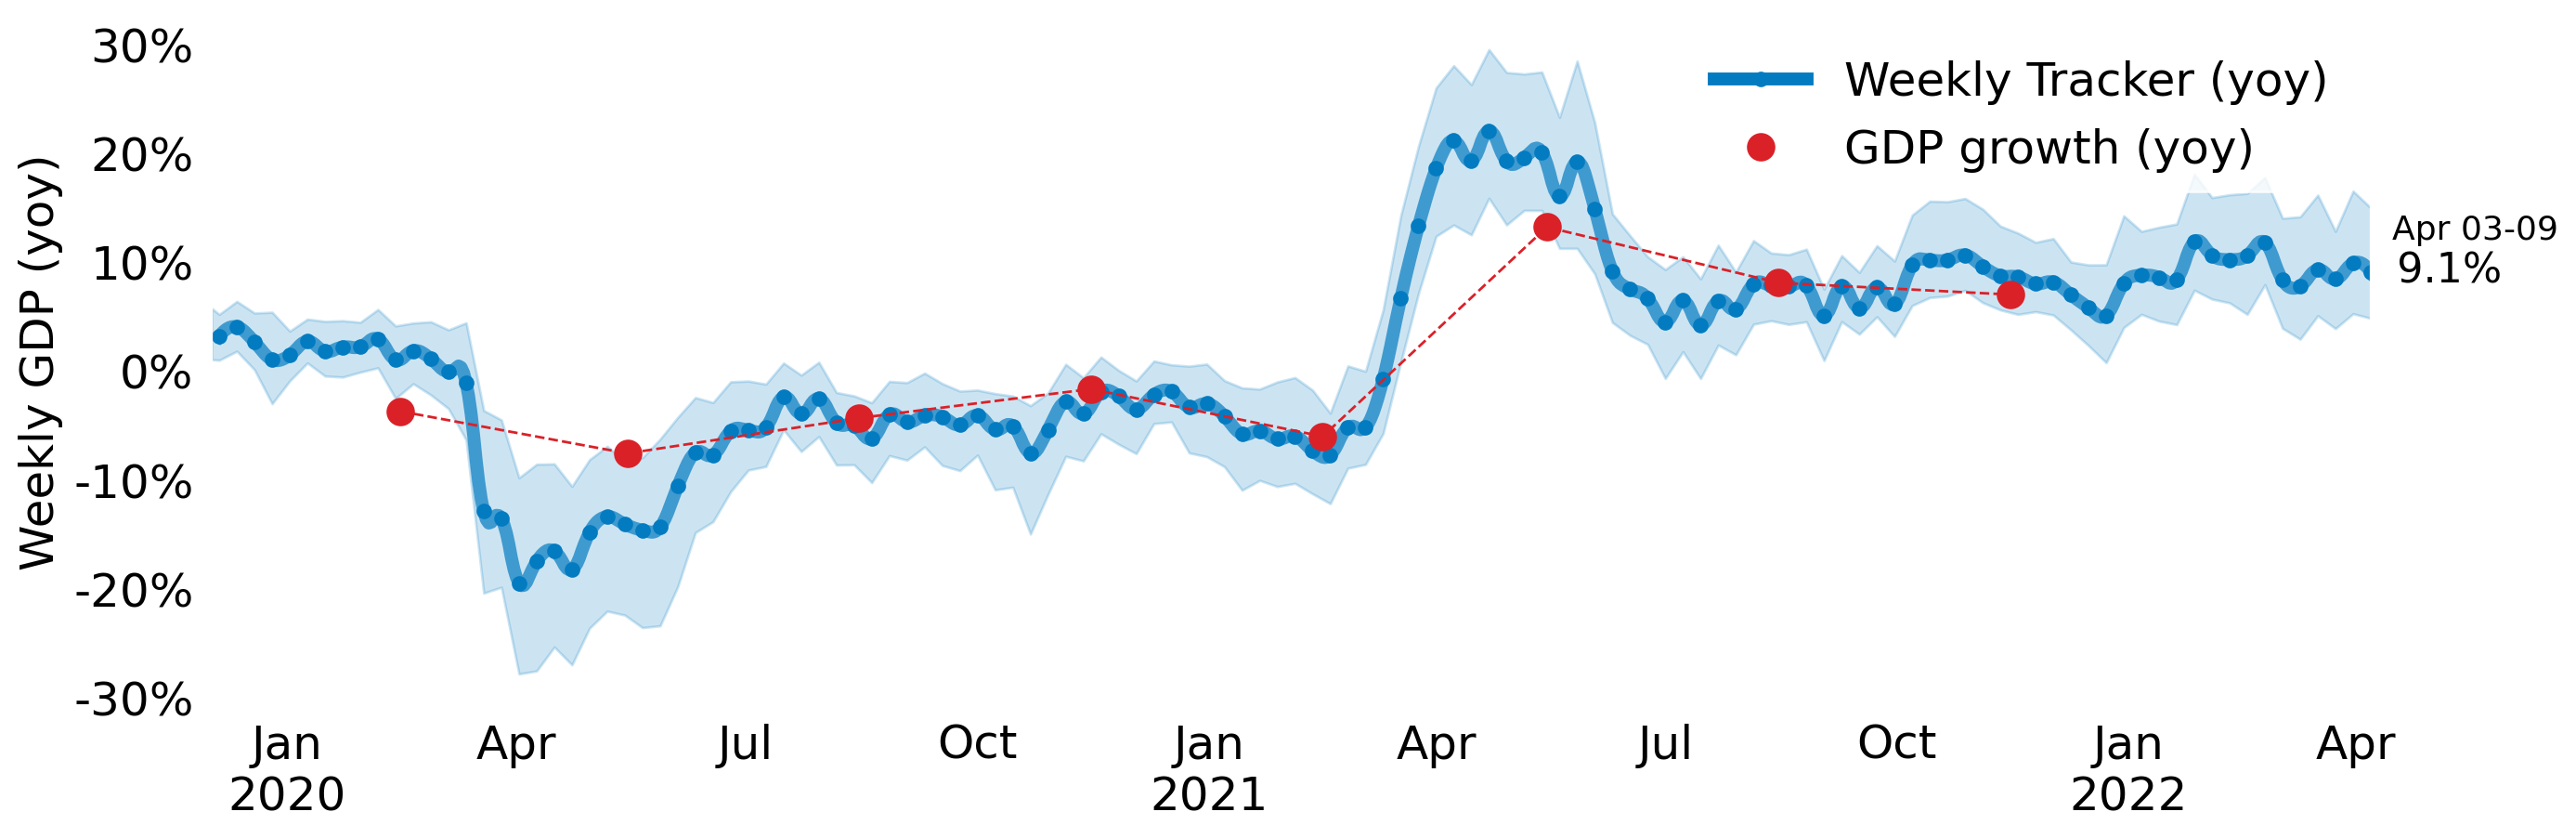 Weekly GDP (yoy)
30%
20%
10%
0%
-10%
-20%
-30%
Weekly Tracker (yoy)
GDP growth (yoy)
Apr 03-09
9.1%
Jan Apr Jul Oct Jan Apr Jul Oct Jan Apr
2020 2021 2022